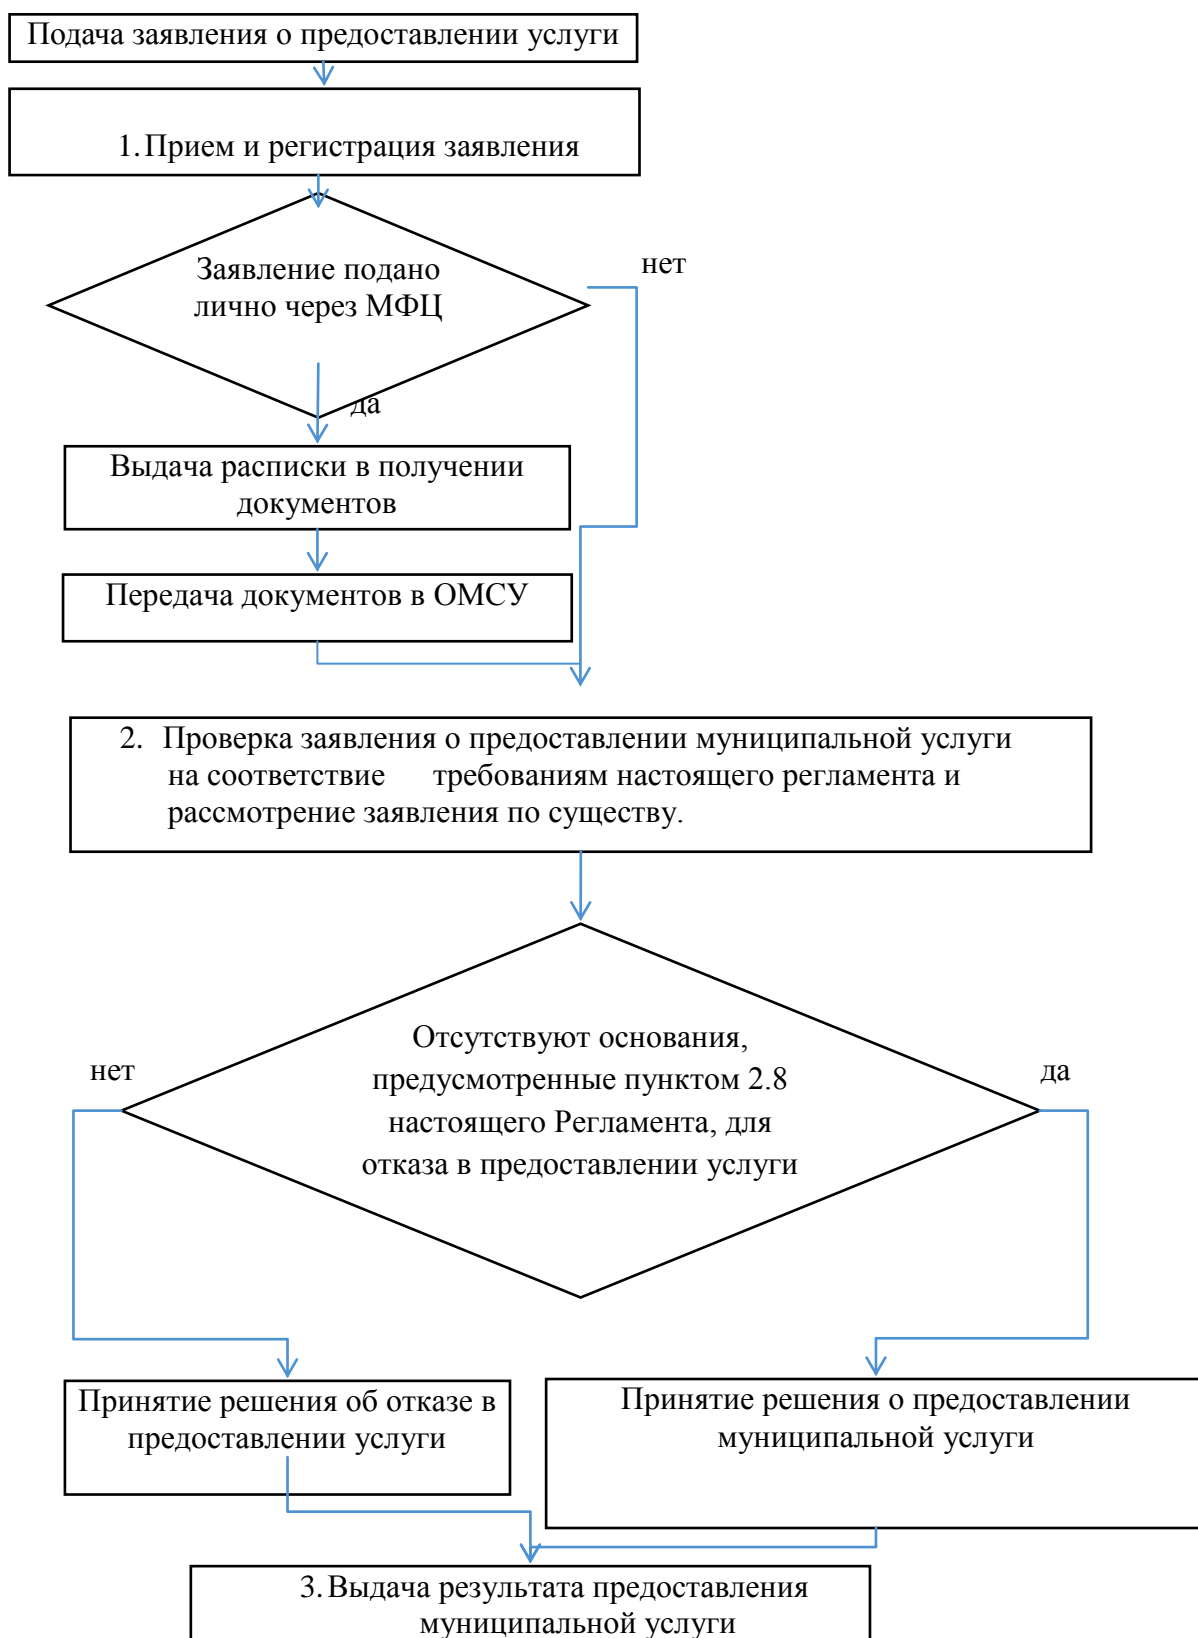 Подача заявления о предоставлении услуги
1. Прием и регистрация заявления
Заявление подано
лично через МФЦ
нет
да
Выдача расписки в получении
документов
Передача документов в ОМСУ
2. Проверка заявления о предоставлении муниципальной услуги
на соответствие требованиям настоящего регламента и
рассмотрение заявления по существу.
Отсутствуют основания,
предусмотренные пунктом 2.8
настоящего Регламента, для
отказа в предоставлении услуги
нет
да
Принятие решения об отказе в
предоставлении услуги
Принятие решения о предоставлении
муниципальной услуги
3. Выдача результата предоставления
муниципальной услуги